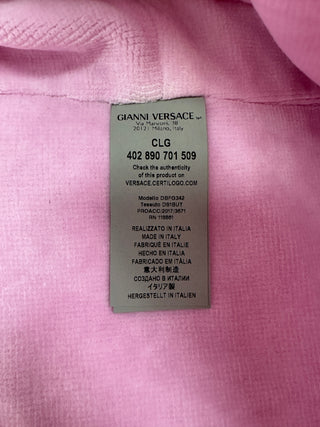 GIANNI VERSACE
Via Manzoni, 38
20121 Milano, Italy
CLG
402 890 701 509
Check the authenticity
of this product on
VERSACE.CERTILOGO.COM
Modello DBFG342
Tessuto D91BUT
PROACC/2017/3671
RN 116661
REALIZZATO IN ITALIA
MADE IN ITALY
FABRIQUÉ EN ITALIE
HECHO EN ITALIA
FABRICADO EM ITÁLIA
意大利制造
СОЗДАНО В ИТАЛИИ
イタリア製
HERGESTELLT IN ITALIEN